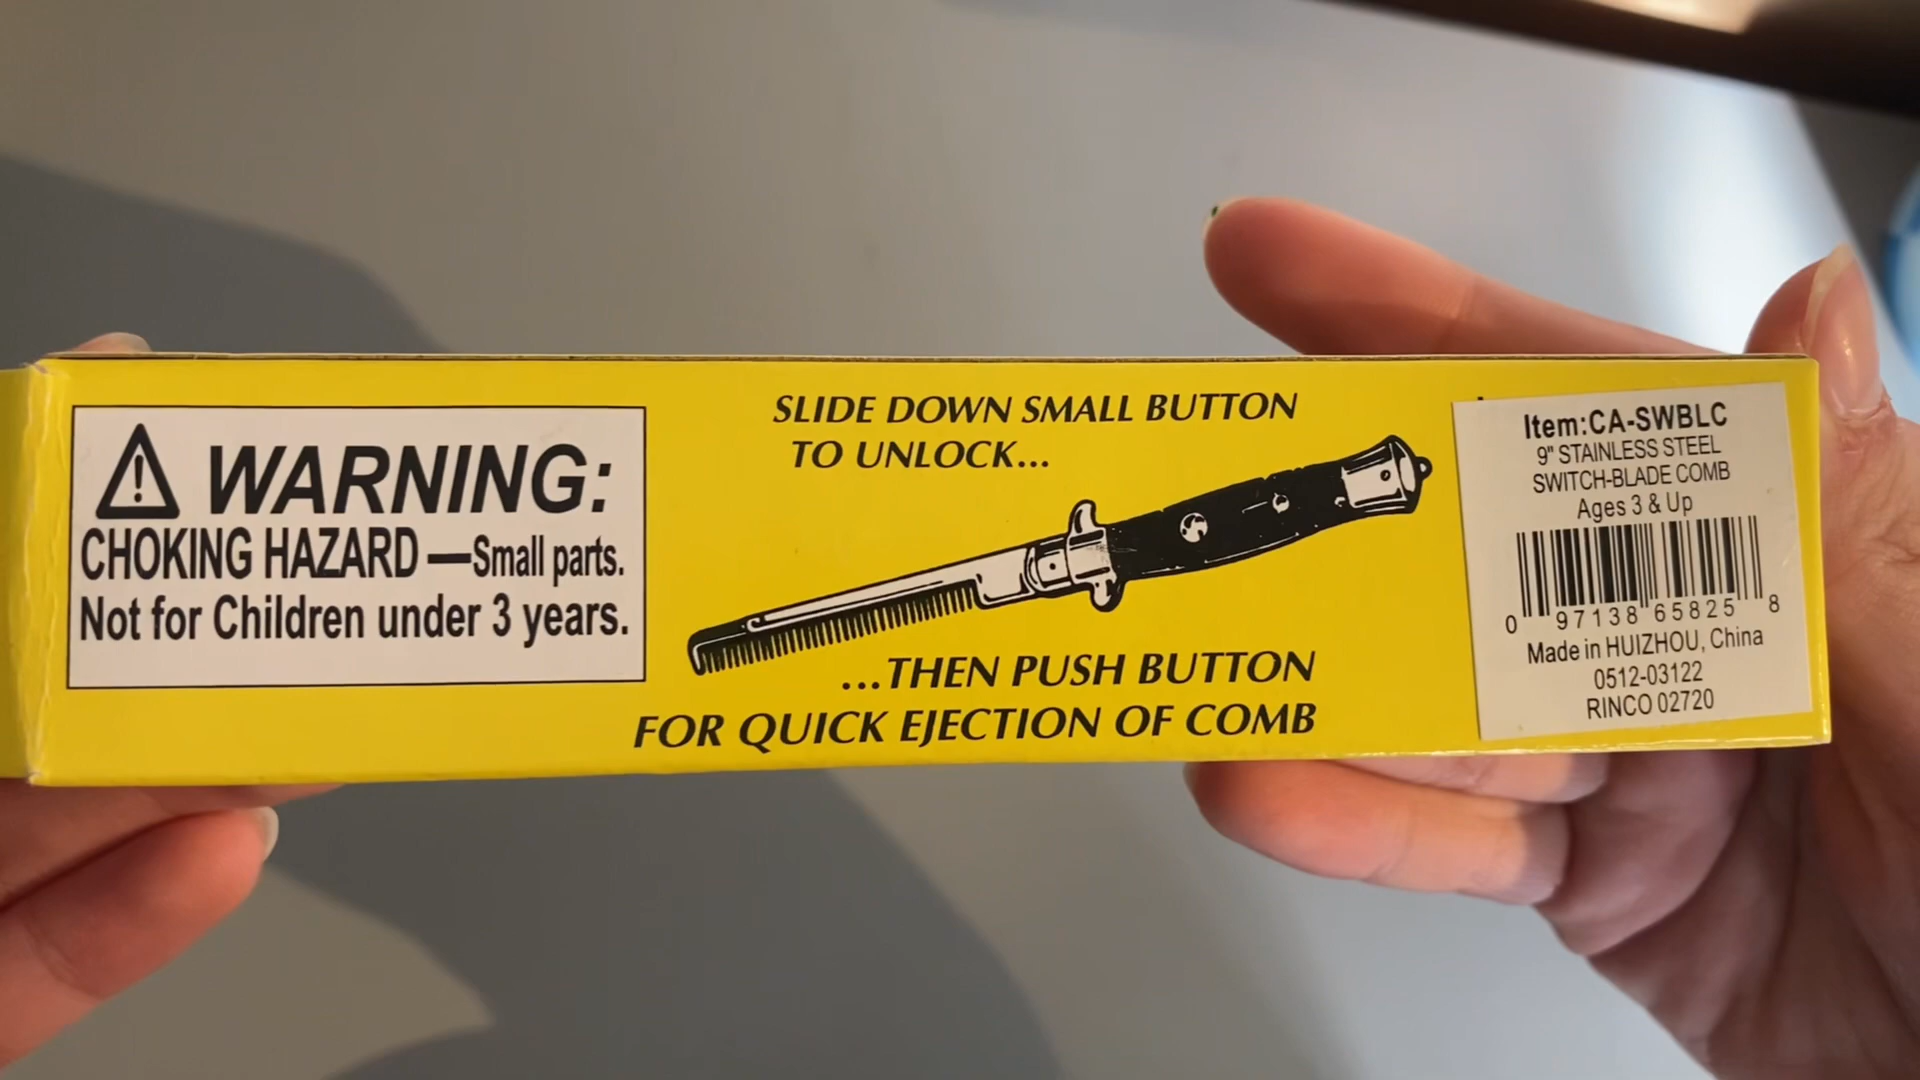 WARNING:
CHOKING HAZARD —Small parts.
Not for Children under 3 years.
SLIDE DOWN SMALL BUTTON
TO UNLOCK...
...THEN PUSH BUTTON
FOR QUICK EJECTION OF COMB
Item:CA-SWBLC
9" STAINLESS STEEL
SWITCH-BLADE COMB
Ages 3 & Up
0 97138 65825 8
Made in HUIZHOU, China
0512-03122
RINCO 02720